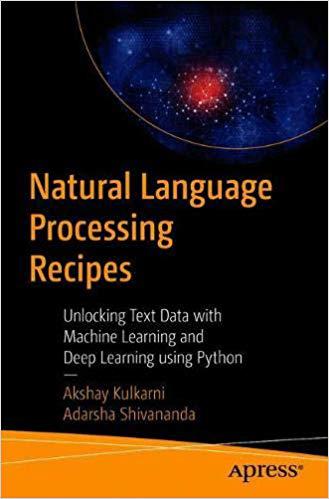 Natural Language
Processing
Recipes
Unlocking Text Data with
Machine Learning and
Deep Learning using Python
—
Akshay Kulkarni
Adarsha Shivananda
Apress®